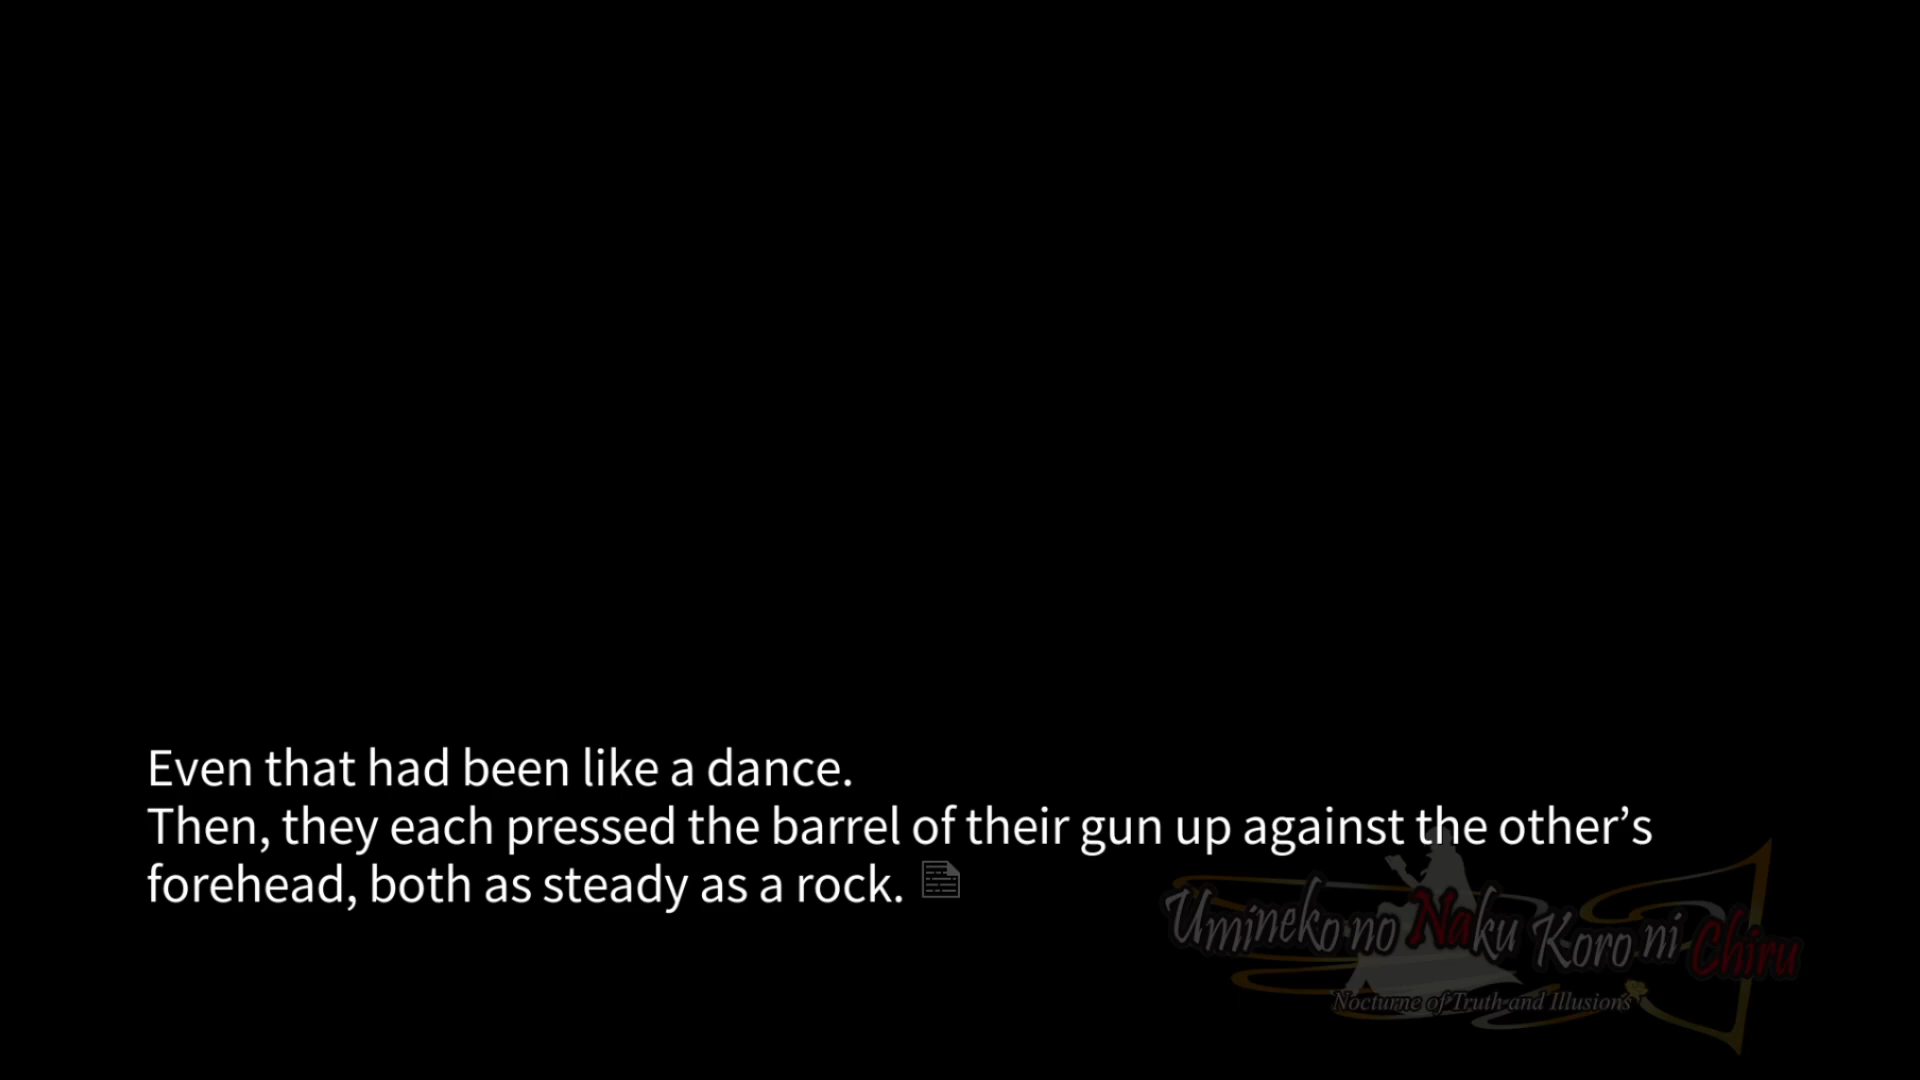 Even that had been like a dance.
Then, they each pressed the barrel of their gun up against the other’s
forehead, both as steady as a rock.
Umineko no Naku Koro ni Chiru
Nocturne of Truth and Illusions